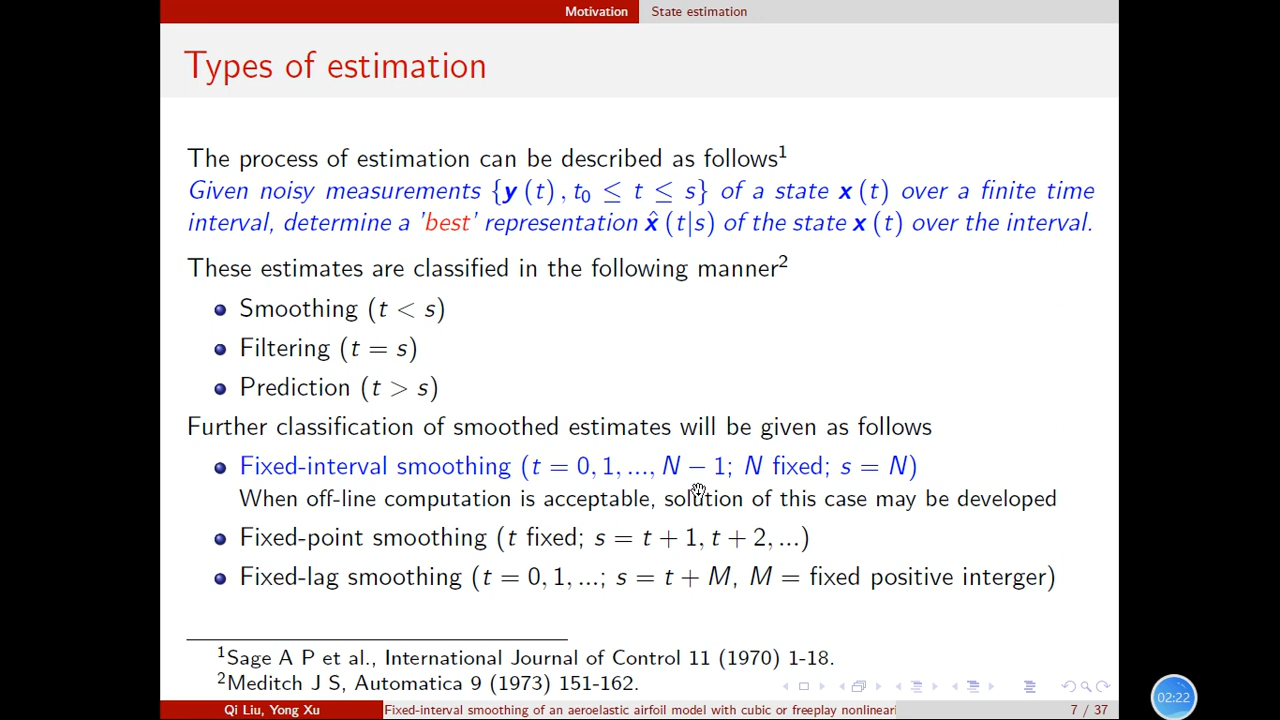 Motivation State estimation
Types of estimation
The process of estimation can be described as follows1
Given noisy measurements {y (t) , t0 ≤ t ≤ s} of a state x (t) over a finite time
interval, determine a 'best' representation x̂ (t|s) of the state x (t) over the interval.
These estimates are classified in the following manner2
Smoothing (t < s)
Filtering (t = s)
Prediction (t > s)
Further classification of smoothed estimates will be given as follows
Fixed-interval smoothing (t = 0, 1, ..., N − 1; N fixed; s = N)
When off-line computation is acceptable, solution of this case may be developed
Fixed-point smoothing (t fixed; s = t + 1, t + 2, ...)
Fixed-lag smoothing (t = 0, 1, ...; s = t + M, M = fixed positive interger)
1Sage A P et al., International Journal of Control 11 (1970) 1-18.
2Meditch J S, Automatica 9 (1973) 151-162.
Qi Liu, Yong Xu Fixed-interval smoothing of an aeroelastic airfoil model with cubic or freeplay nonlineari 7 / 37
02:22